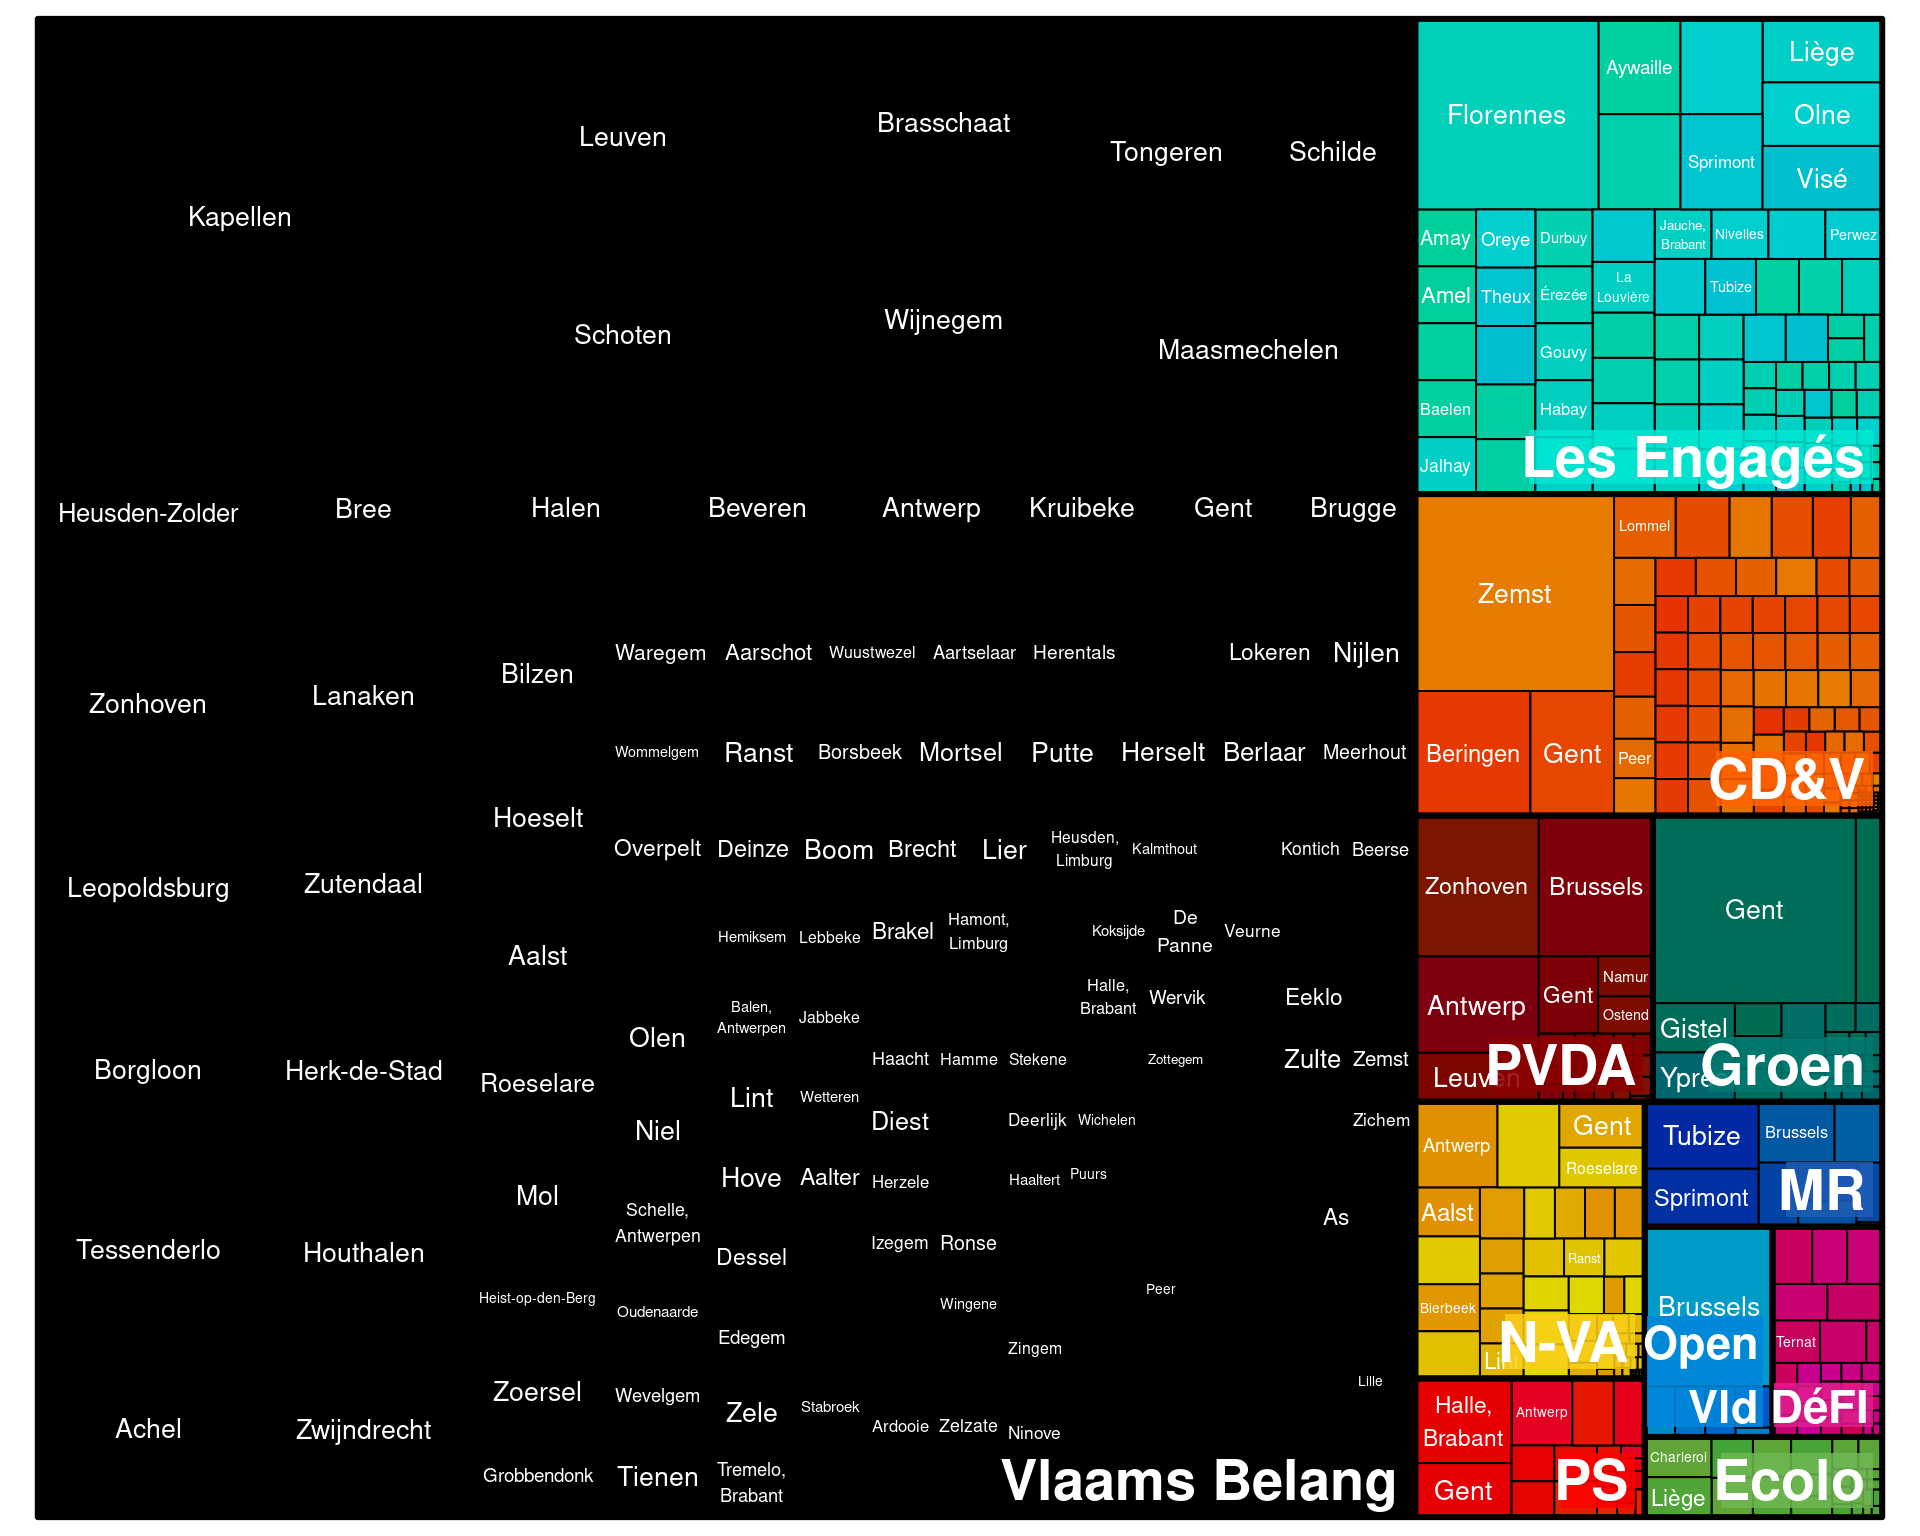 Leuven
Brasschaat
Tongeren
Schilde
Kapellen
Schoten
Wijnegem
Maasmechelen
Heusden-Zolder
Bree
Halen
Beveren
Antwerp
Kruibeke
Gent
Brugge
Waregem
Aarschot
Wuustwezel
Aartselaar
Herentals
Lokeren
Nijlen
Bilzen
Zonhoven
Lanaken
Wommelgem
Ranst
Borsbeek
Mortsel
Putte
Herselt
Berlaar
Meerhout
Hoeselt
Overpelt
Deinze
Boom
Brecht
Lier
Heusden,
Limburg
Kalmthout
Kontich
Beerse
Leopoldsburg
Zutendaal
Hemiksem
Lebbeke
Brakel
Hamont,
Limburg
Koksijde
De
Panne
Veurne
Aalst
Balen,
Antwerpen
Jabbeke
Halle,
Brabant
Wervik
Eeklo
Olen
Borgloon
Herk-de-Stad
Roeselare
Haacht
Hamme
Stekene
Zottegem
Zulte
Zemst
Lint
Wetteren
Diest
Deerlijk
Wichelen
Zichem
Niel
Hove
Aalter
Herzele
Haaltert
Puurs
Mol
Schelle,
Antwerpen
As
Tessenderlo
Houthalen
Dessel
Izegem
Ronse
Heist-op-den-Berg
Oudenaarde
Wingene
Peer
Edegem
Zingem
Zoersel
Wevelgem
Zele
Stabroek
Lille
Achel
Zwijndrecht
Ardooie
Zelzate
Ninove
Grobbendonk
Tienen
Tremelo,
Brabant
Vlaams Belang
Florennes
Aywaille
Sprimont
Liège
Olne
Visé
Amay
Oreye
Durbuy
Jauche,
Brabant
Nivelles
Perwez
Amel
Theux
Érezée
La
Louvière
Tubize
Gouvy
Baelen
Habay
Jalhay
Les Engagés
Zemst
Lommel
Beringen
Gent
Peer
CD&V
Zonhoven
Brussels
Antwerp
Gent
Namur
Ostend
Leuven
PVDA
Gent
Gistel
Ypre
Groen
Antwerp
Gent
Roeselare
Aalst
Ranst
Bierbeek
N-VA
Tubize
Brussels
Sprimont
MR
Brussels
Open
Vld
Ternat
DéFI
Halle,
Brabant
Antwerp
Gent
PS
Charleroi
Liège
Ecolo